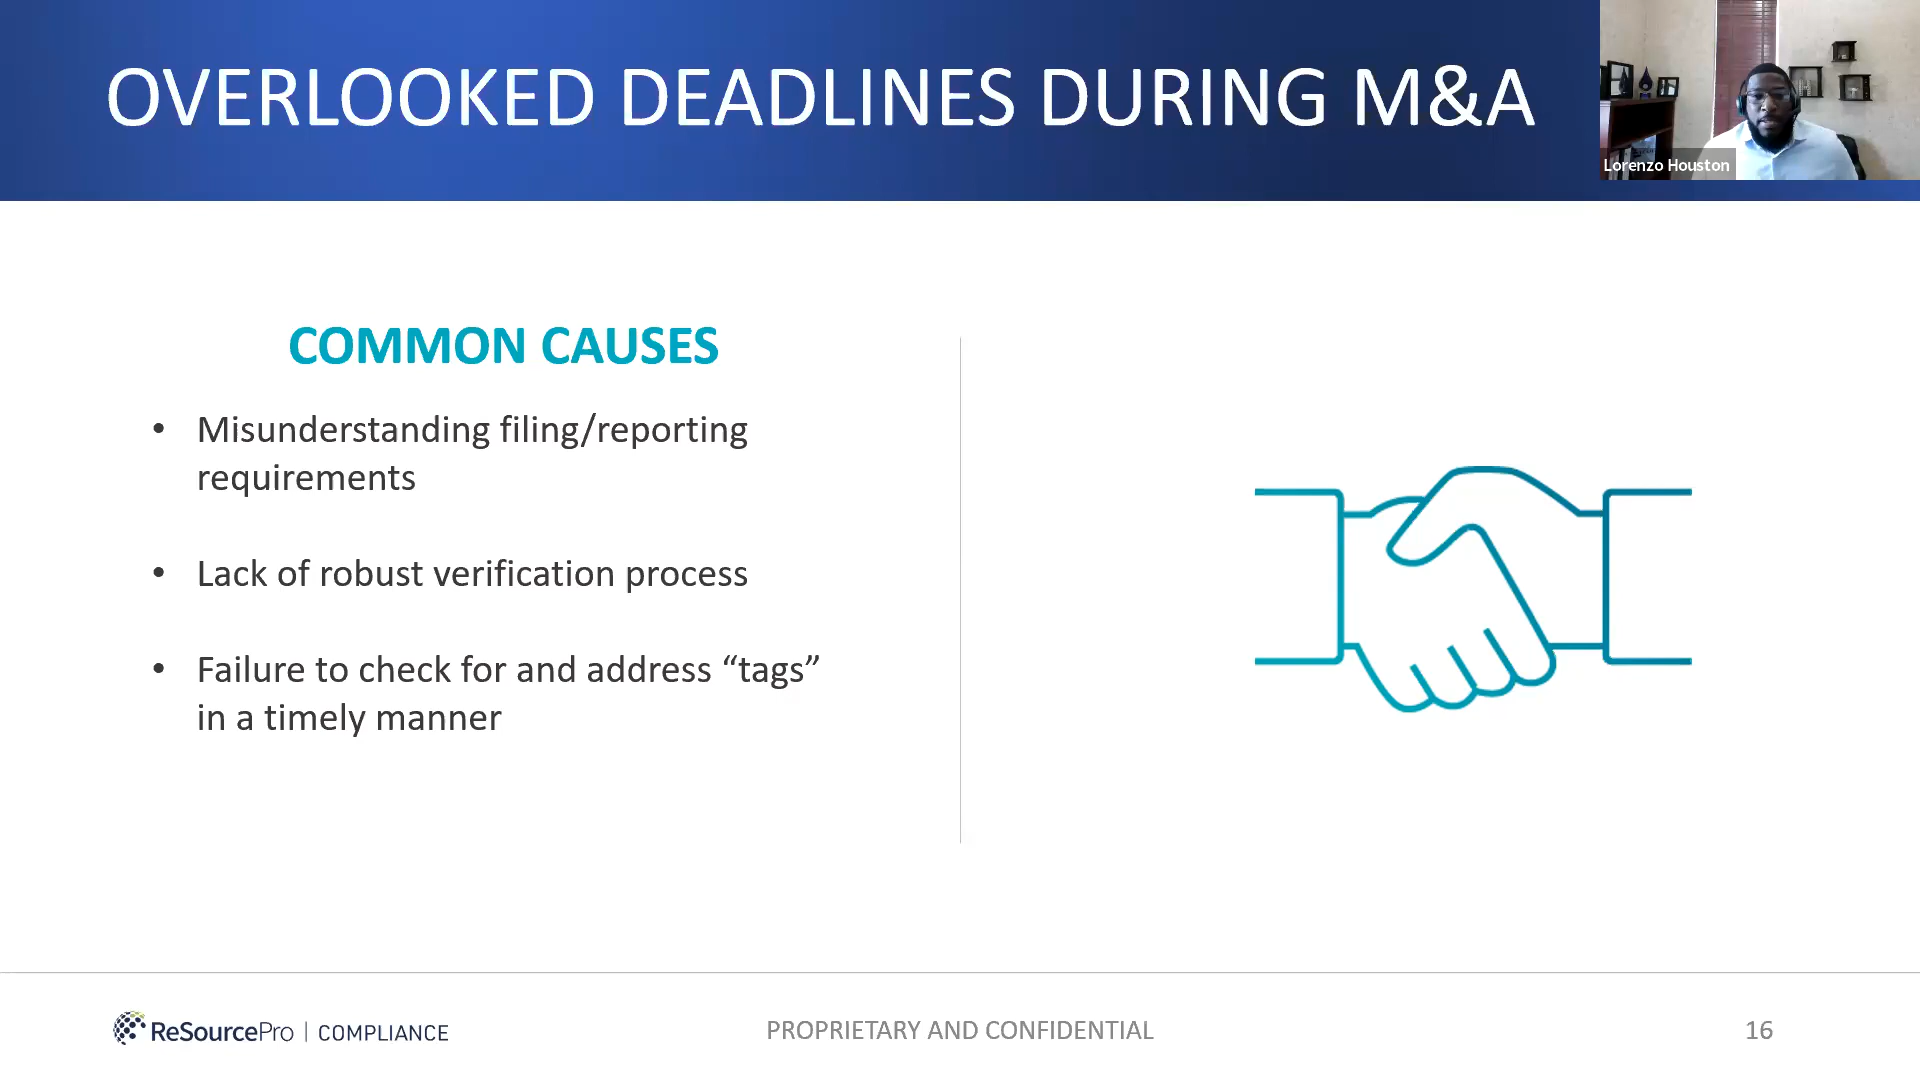 OVERLOOKED DEADLINES DURING M&A
Lorenzo Houston
COMMON CAUSES
• Misunderstanding filing/reporting
requirements
• Lack of robust verification process
• Failure to check for and address “tags”
in a timely manner
ReSourcePro | COMPLIANCE
PROPRIETARY AND CONFIDENTIAL
16